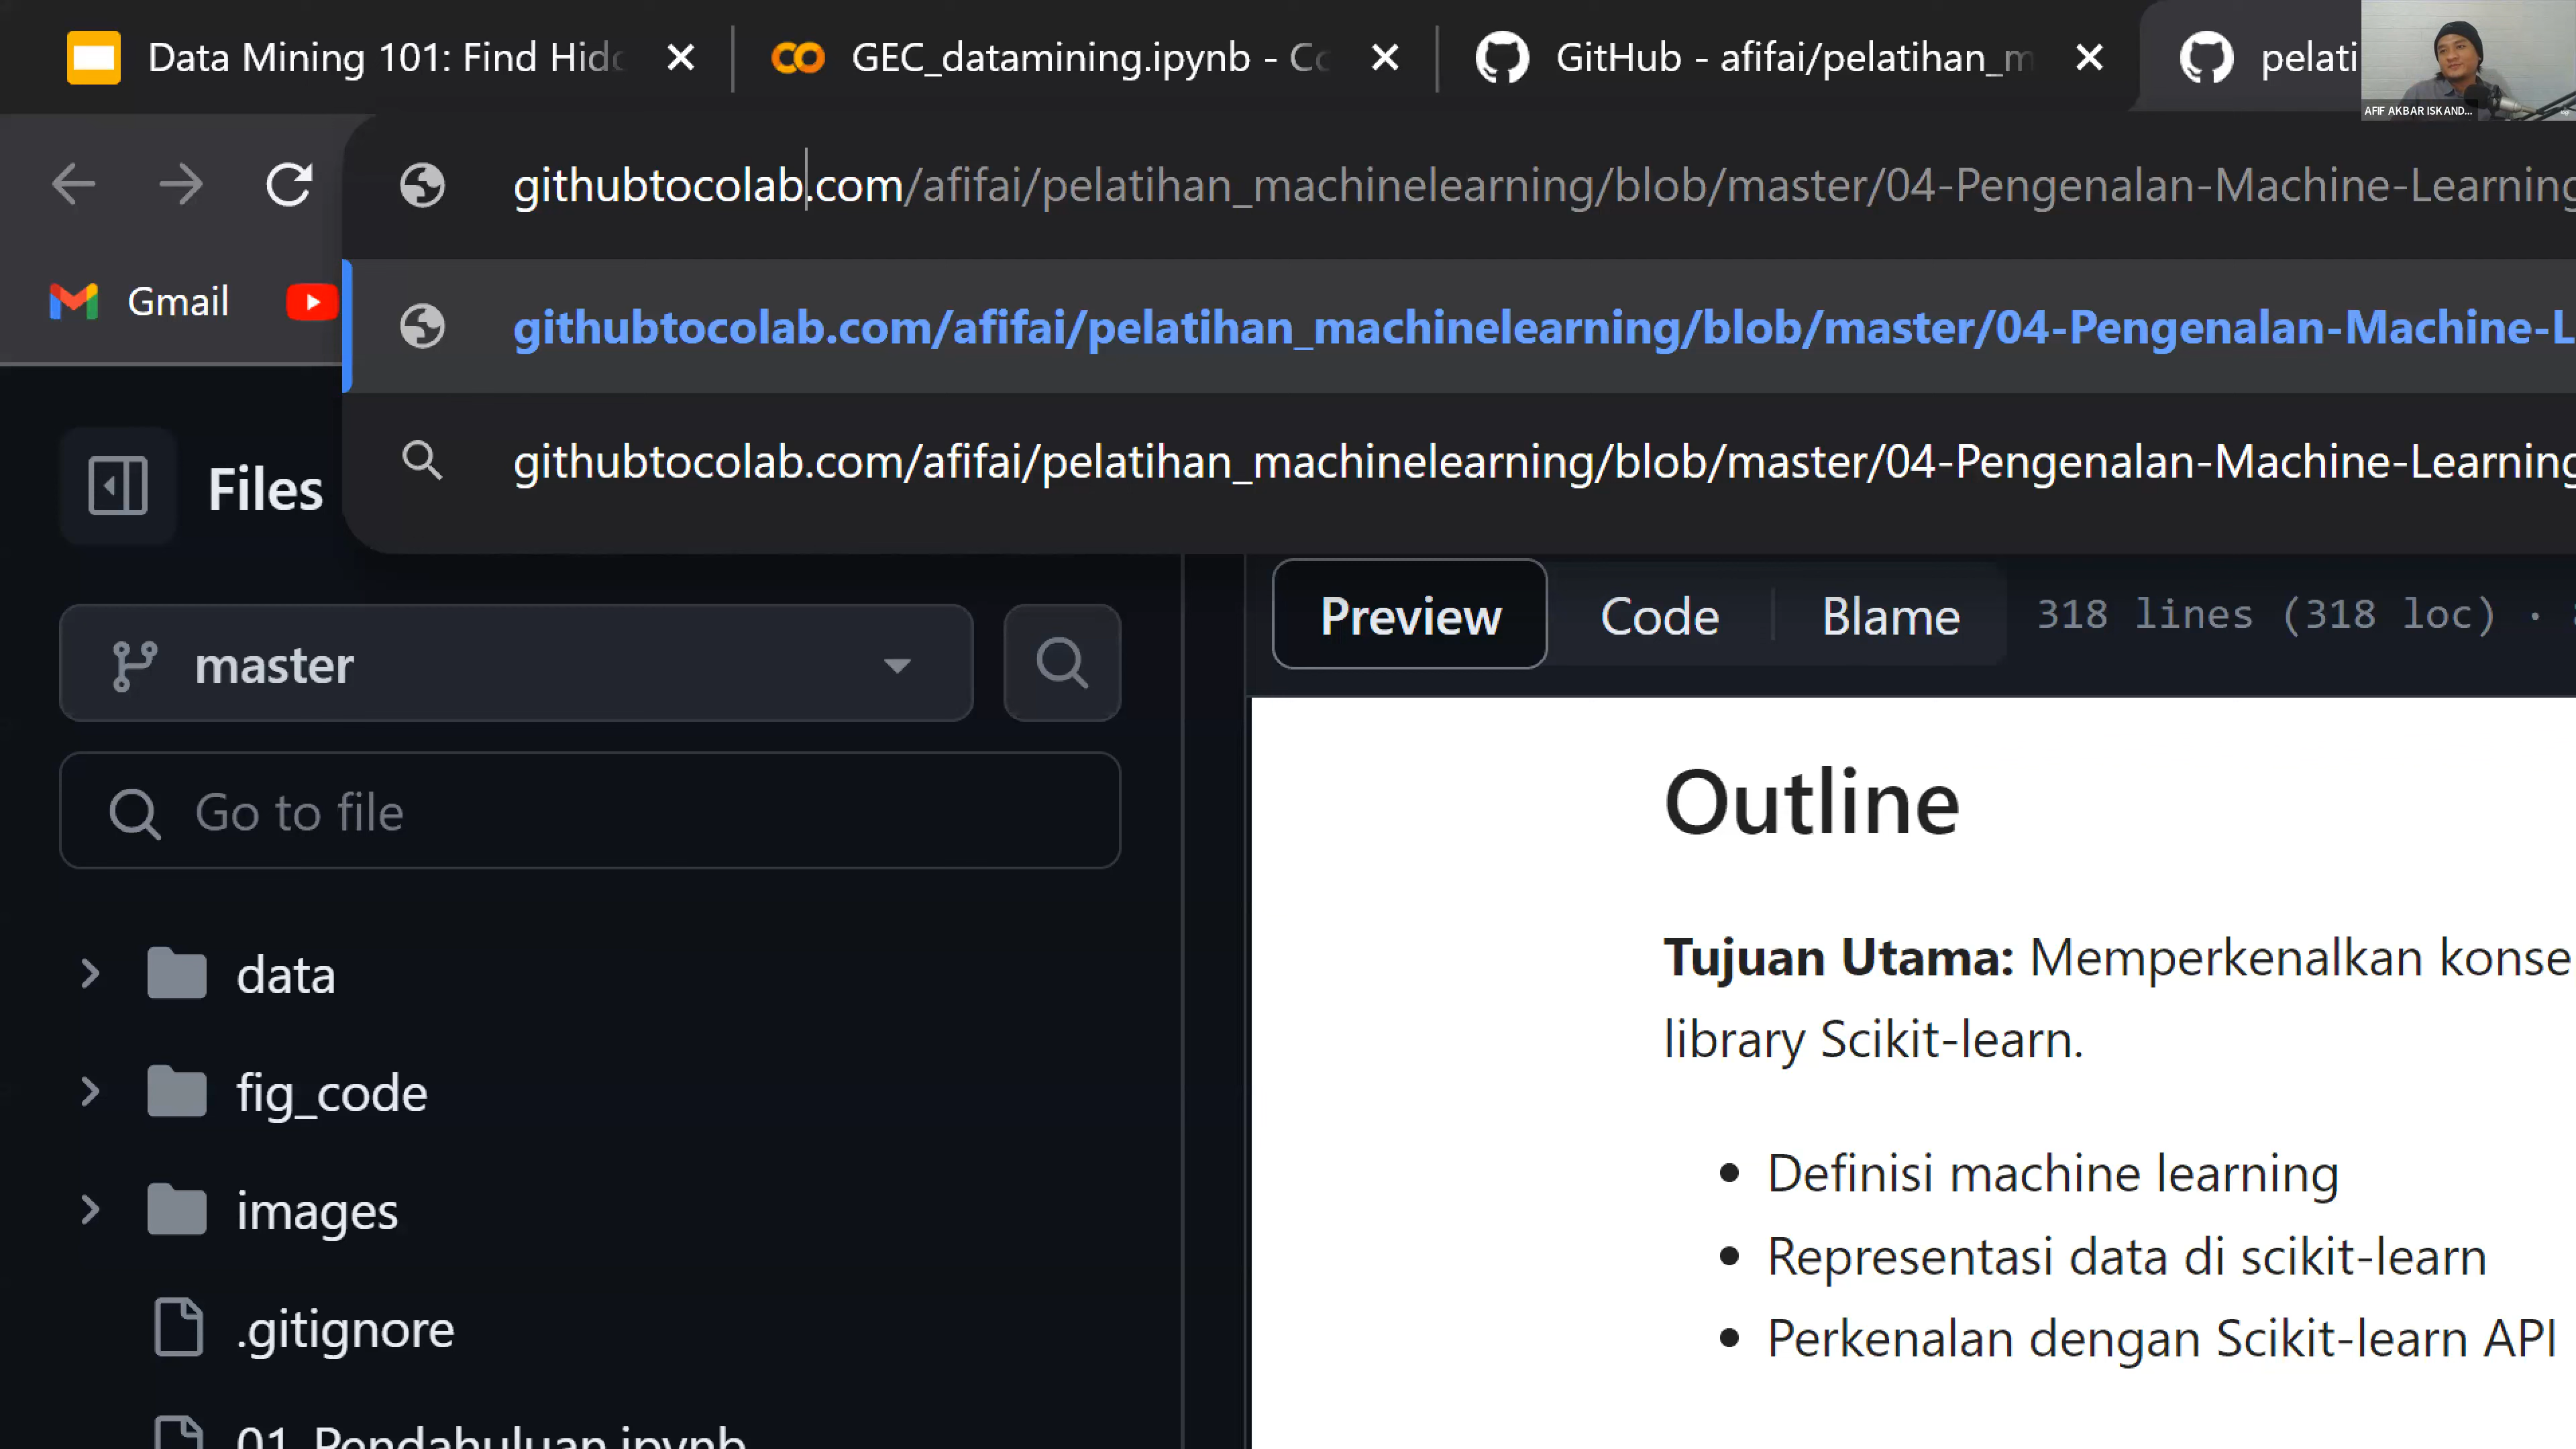 Data Mining 101: Find Hidd
GEC_datamining.ipynb - Co
GitHub - afifai/pelatihan_m
pelati
AFIF AKBAR ISKAND...
githubtocolab.com/afifai/pelatihan_machinelearning/blob/master/04-Pengenalan-Machine-Learning
githubtocolab.com/afifai/pelatihan_machinelearning/blob/master/04-Pengenalan-Machine-L
githubtocolab.com/afifai/pelatihan_machinelearning/blob/master/04-Pengenalan-Machine-Learning
Gmail
Files
master
Go to file
data
fig_code
images
.gitignore
01_Pendahuluan.ipynb
Preview
Code
Blame
318 lines (318 loc) ·
Outline
Tujuan Utama: Memperkenalkan konse
library Scikit-learn.
• Definisi machine learning
• Representasi data di scikit-learn
• Perkenalan dengan Scikit-learn API